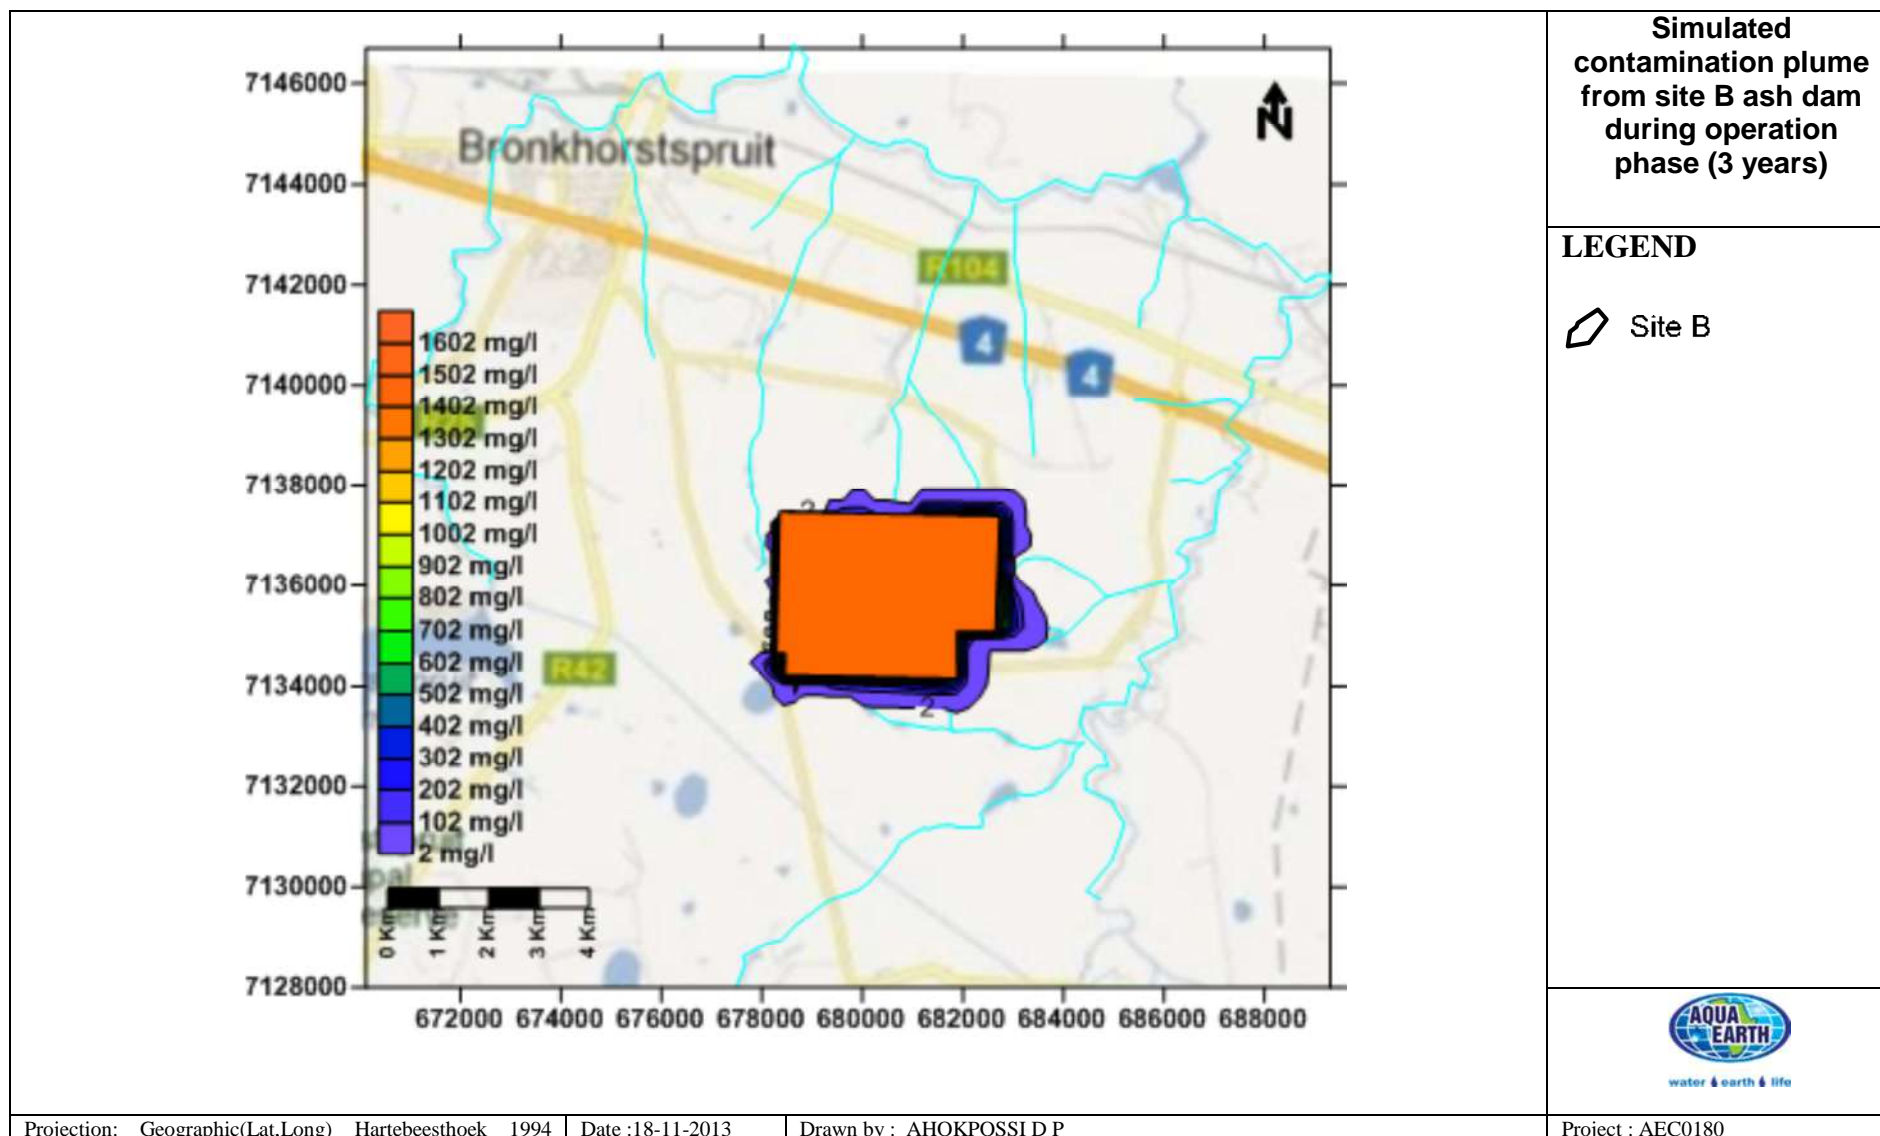 Simulated
contamination plume
from site B ash dam
during operation
phase (3 years)
LEGEND
Site B
7146000
7144000
7142000
7140000
7138000
7136000
7134000
7132000
7130000
7128000
672000 674000 676000 678000 680000 682000 684000 686000 688000
Bronkhorstspruit
N
R104
4
4
R42
2
2
1602 mg/l
1502 mg/l
1402 mg/l
1302 mg/l
1202 mg/l
1102 mg/l
1002 mg/l
902 mg/l
802 mg/l
702 mg/l
602 mg/l
502 mg/l
402 mg/l
302 mg/l
202 mg/l
102 mg/l
2 mg/l
0 Km
1 Km
2 Km
3 Km
4 Km
AQUA
EARTH
water earth life
Projection: Geographic(Lat,Long) Hartebeesthoek 1994
Date :18-11-2013
Drawn by : AHOKPOSSI D P
Project : AEC0180